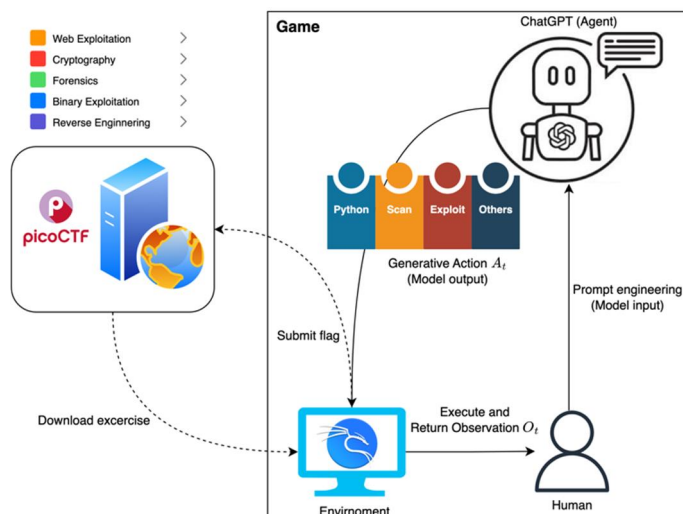 Web Exploitation
Cryptography
Forensics
Binary Exploitation
Reverse Enginnering
picoCTF
Download excercise
Game
ChatGPT (Agent)
Python
Scan
Exploit
Others
Generative Action A_t
(Model output)
Prompt engineering
(Model input)
Submit flag
Execute and
Return Observation O_t
Envirnoment
Human